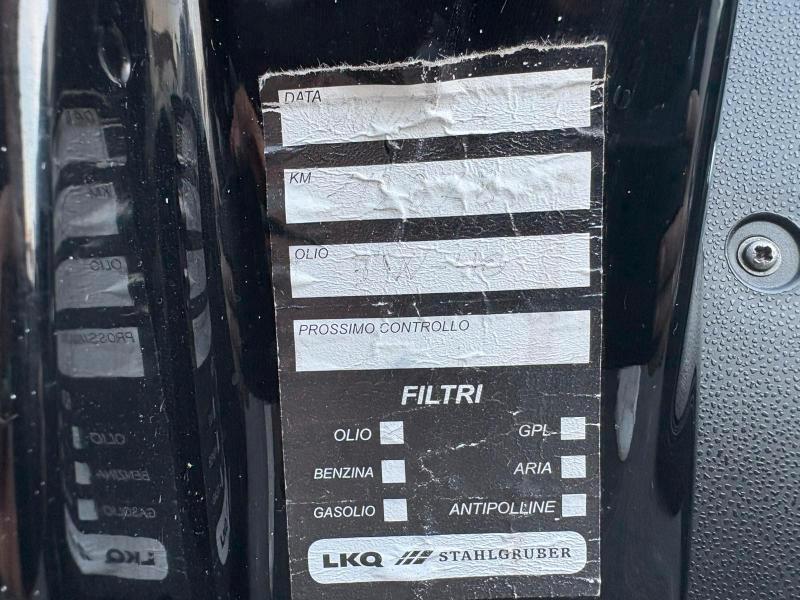 DATA
KM
OLIO
PROSSIMO CONTROLLO
FILTRI
OLIO GPL
BENZINA ARIA
GASOLIO ANTIPOLLINE
LKQ STAHLGRUBER